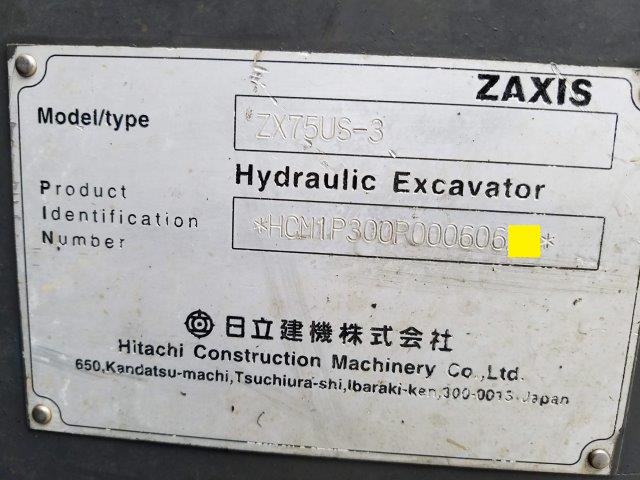 ZAXIS
Model/type
ZX75US-3
Hydraulic Excavator
Product
Identification
Number
*HCM1P300P000606 *
日立建機株式会社
Hitachi Construction Machinery Co.,Ltd.
650,Kandatsu-machi,Tsuchiura-shi,Ibaraki-ken,300-0013 Japan